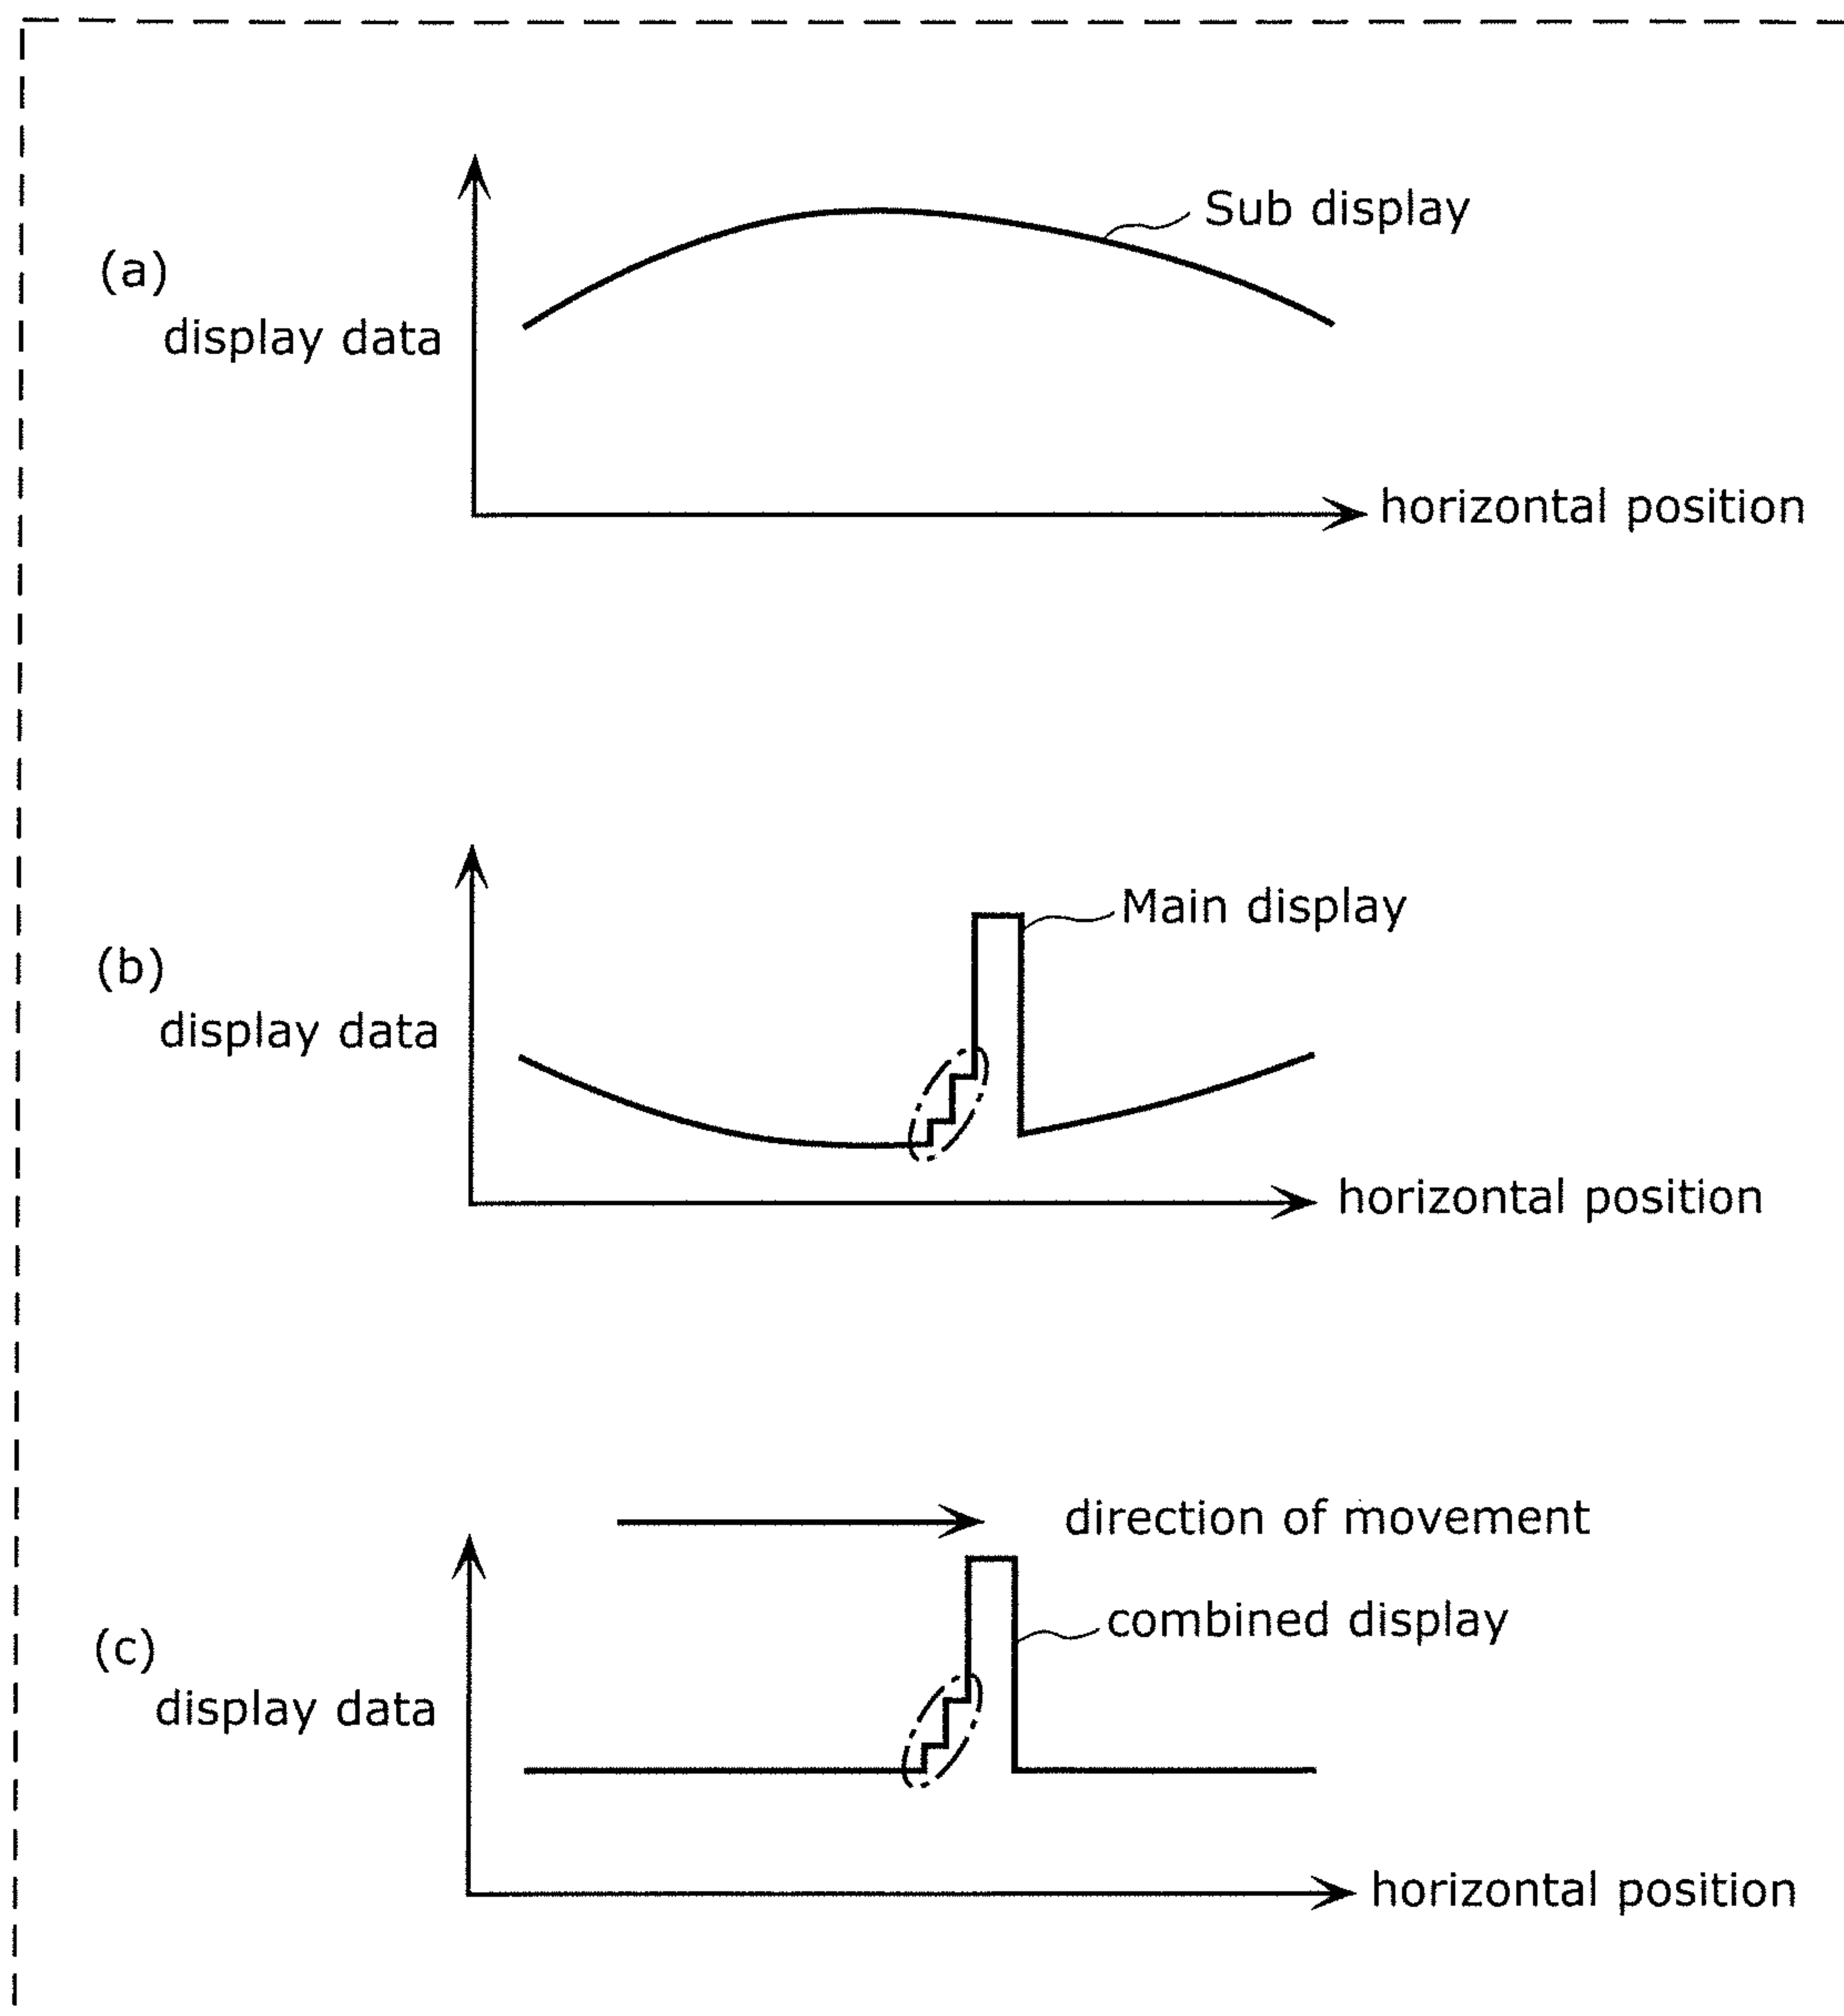 Sub display
(a)
display data
horizontal position
Main display
(b)
display data
horizontal position
direction of movement
combined display
(c)
display data
horizontal position